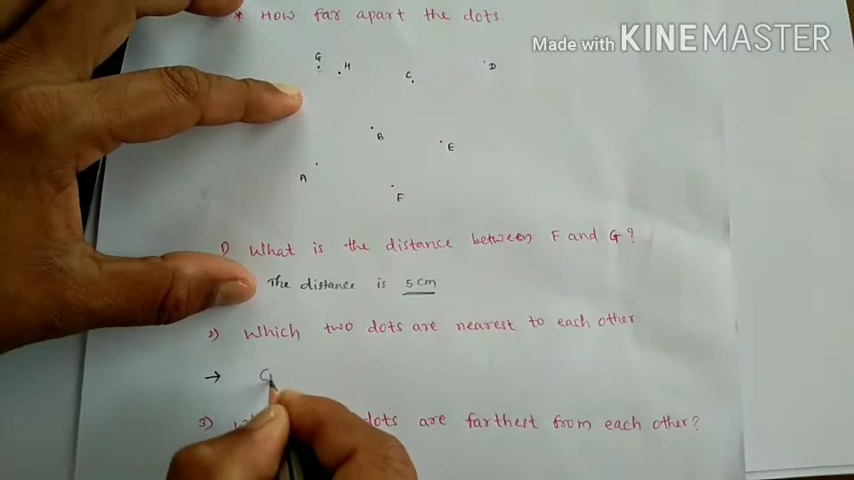 * How far apart the dots
Made with KINEMASTER
G
H
C
D
B
E
A
F
1) What is the distance between F and G?
The distance is 5 cm
2) Which two dots are nearest to each other
→ G
3) dots are farthest from each other?